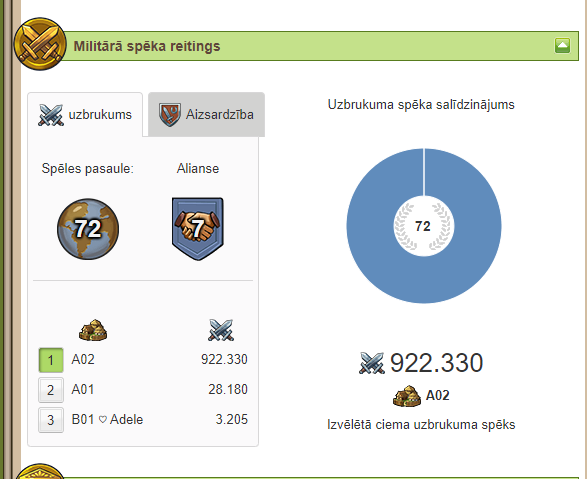 Militārā spēka reitings
uzbrukums
Aizsardzība
Spēles pasaule:
Alianse
72
7
1 A02 922.330
2 A01 28.180
3 B01 ♡ Adele 3.205
Uzbrukuma spēka salīdzinājums
72
922.330
A02
Izvēlētā ciema uzbrukuma spēks